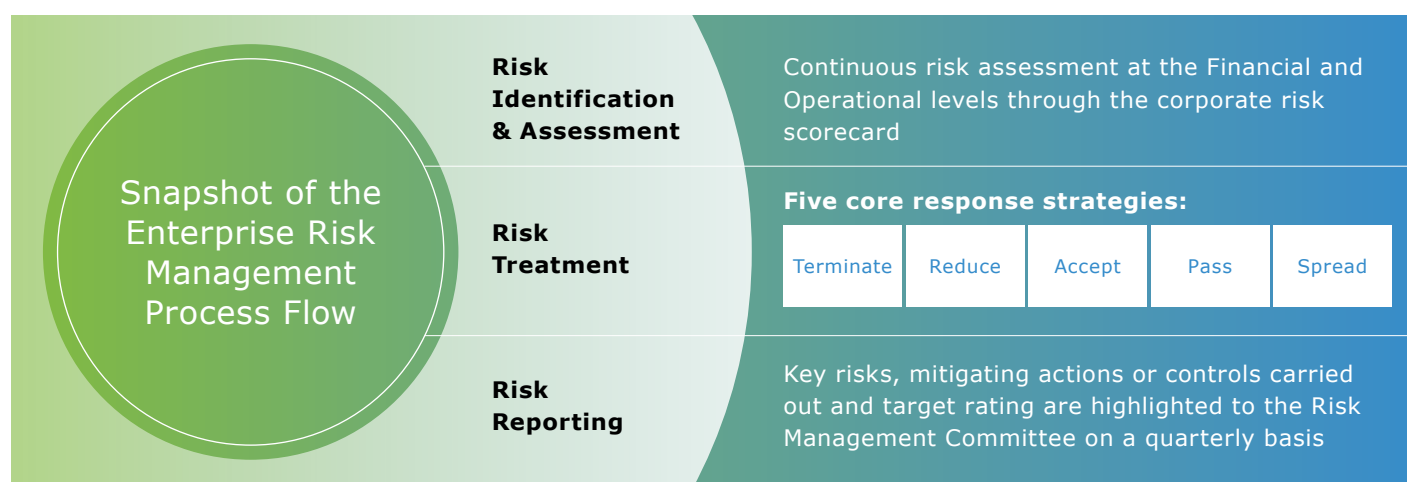 Snapshot of the
Enterprise Risk
Management
Process Flow
Risk
Identification
& Assessment
Continuous risk assessment at the Financial and
Operational levels through the corporate risk
scorecard
Risk
Treatment
Five core response strategies:
Terminate
Reduce
Accept
Pass
Spread
Risk
Reporting
Key risks, mitigating actions or controls carried
out and target rating are highlighted to the Risk
Management Committee on a quarterly basis